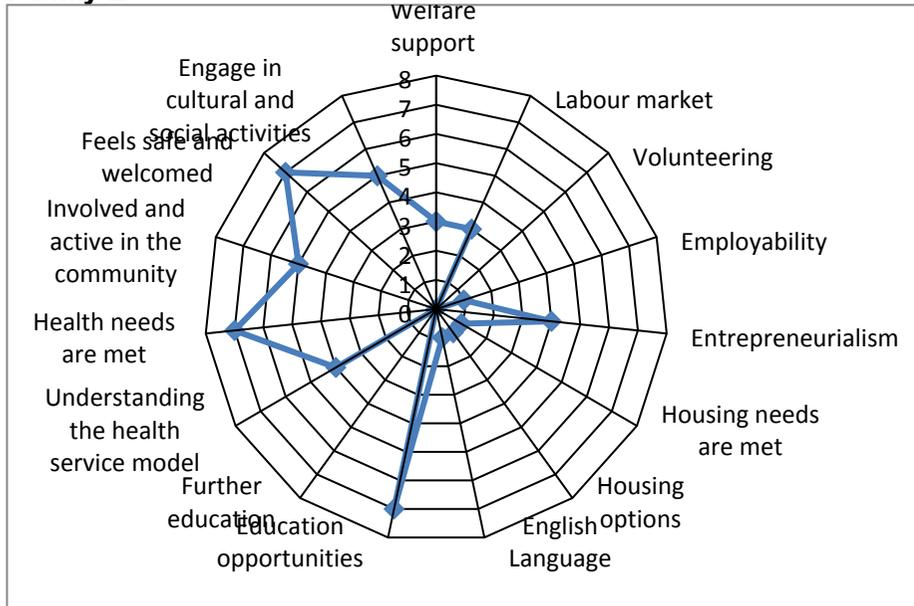 Welfare
support
Labour market
Volunteering
Employability
Entrepreneurialism
Housing needs
are met
Housing
options
English
Language
Education
opportunities
Further
education
Understanding
the health
service model
Health needs
are met
Involved and
active in the
community
Feels safe and
welcomed
Engage in
cultural and
social activities
8
7
6
5
4
3
2
1
0